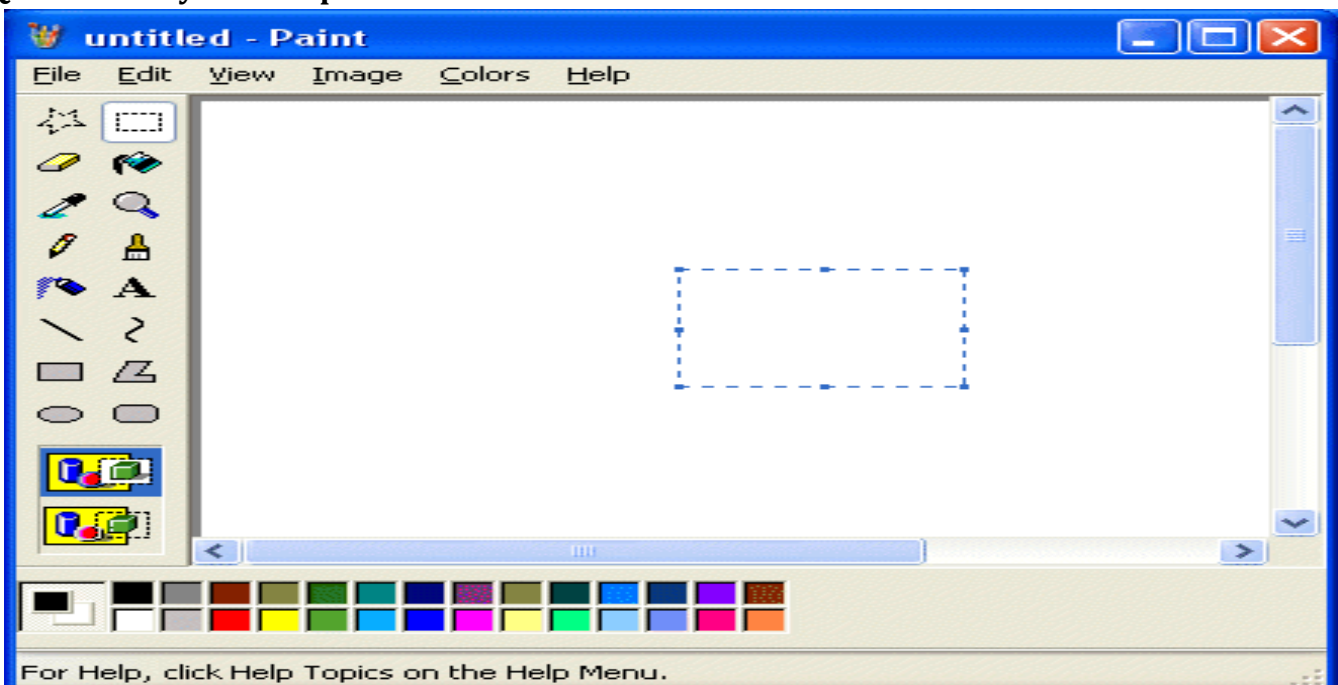 untitled - Paint
File Edit View Image Colors Help
A
For Help, click Help Topics on the Help Menu.